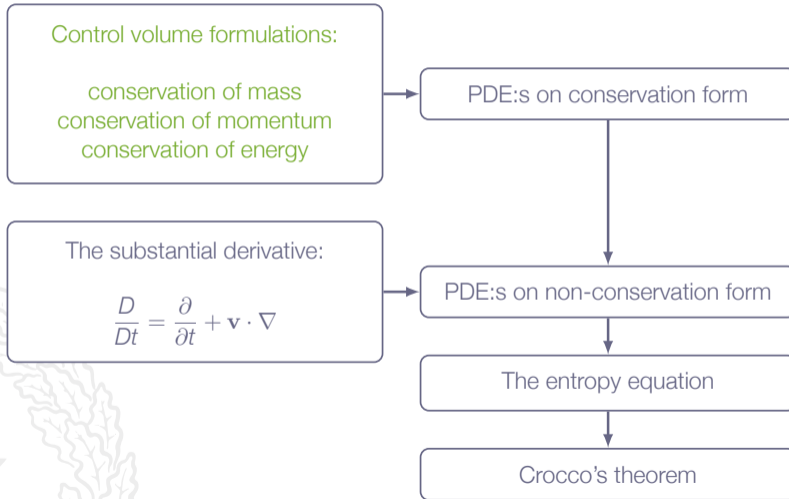 Control volume formulations:
conservation of mass
conservation of momentum
conservation of energy
PDE:s on conservation form
The substantial derivative:
D/Dt = ∂/∂t + v · ∇
PDE:s on non-conservation form
The entropy equation
Crocco's theorem